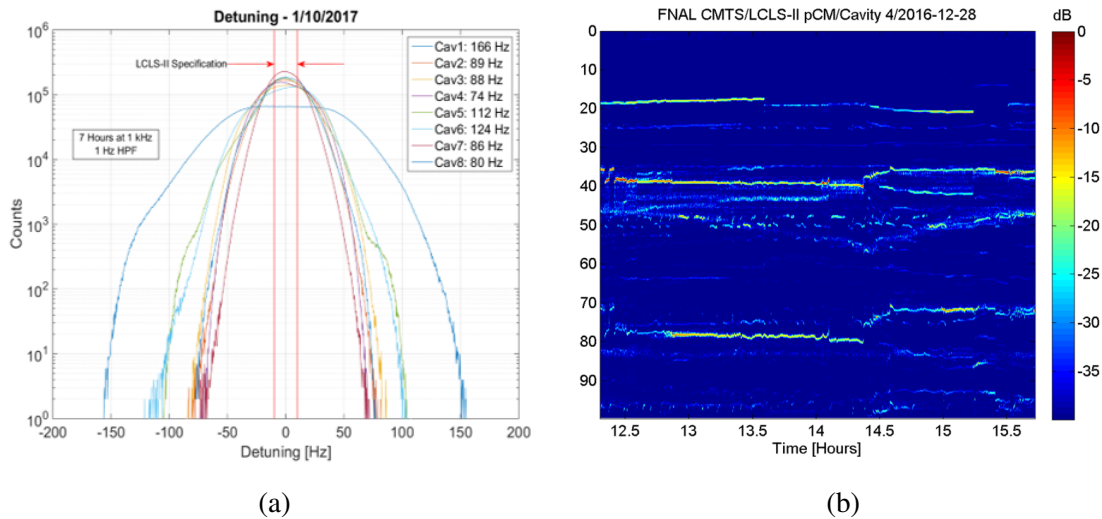 Detuning - 1/10/2017
10^6
10^5
10^4
10^3
10^2
10^1
10^0
Counts
LCLS-II Specification
7 Hours at 1 kHz
1 Hz HPF
Cav1: 166 Hz
Cav2: 89 Hz
Cav3: 88 Hz
Cav4: 74 Hz
Cav5: 112 Hz
Cav6: 124 Hz
Cav7: 86 Hz
Cav8: 80 Hz
-200 -150 -100 -50 0 50 100 150 200
Detuning [Hz]
(a)
FNAL CMTS/LCLS-II pCM/Cavity 4/2016-12-28
0
10
20
30
40
50
60
70
80
90
12.5 13 13.5 14 14.5 15 15.5
Time [Hours]
dB
0
-5
-10
-15
-20
-25
-30
-35
(b)